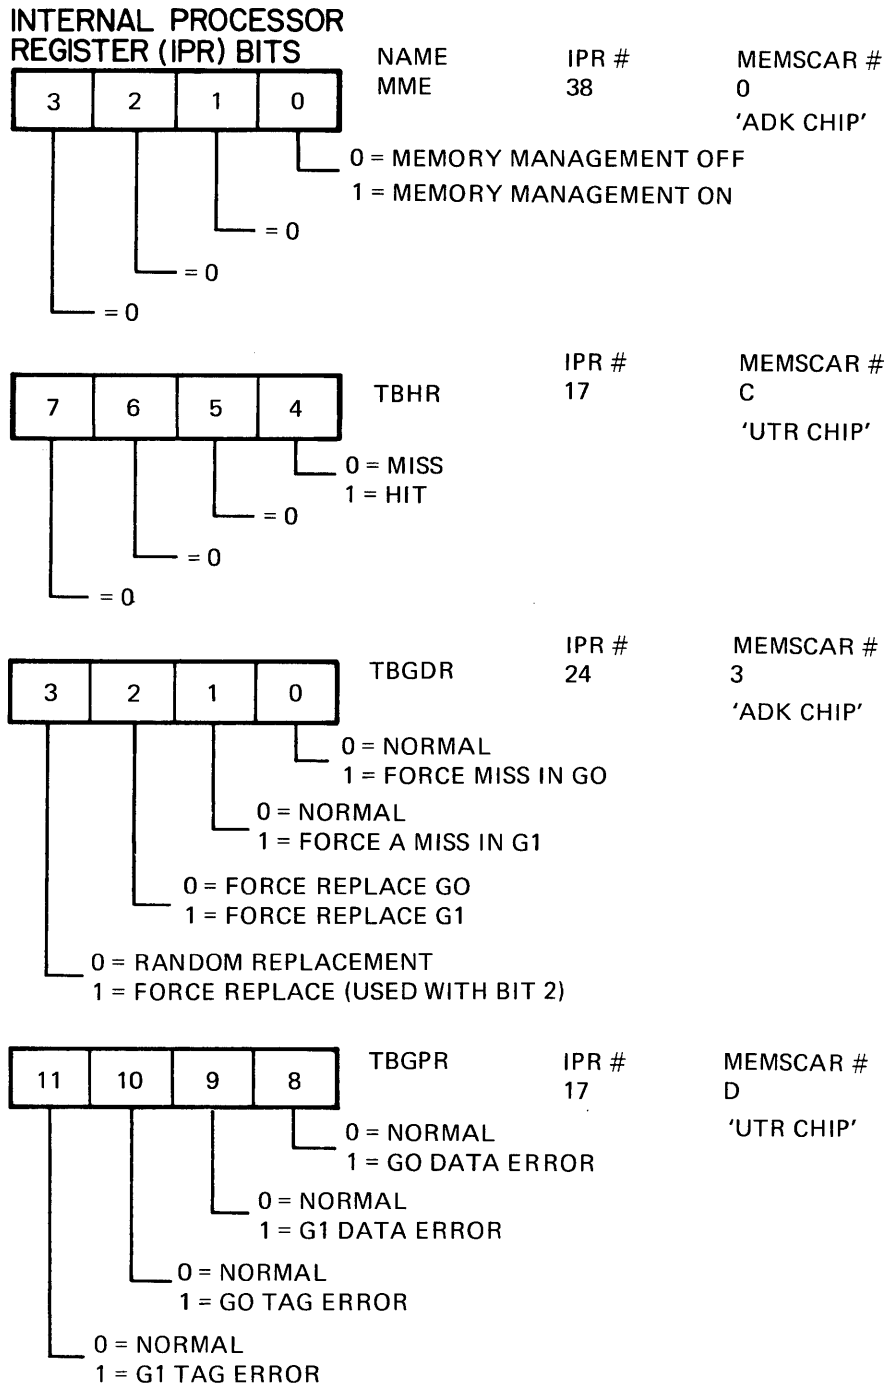 INTERNAL PROCESSOR
REGISTER (IPR) BITS
NAME IPR # MEMSCAR #
MME 38 0
'ADK CHIP'
3 2 1 0
0 = MEMORY MANAGEMENT OFF
1 = MEMORY MANAGEMENT ON
= 0
= 0
= 0
IPR # MEMSCAR #
TBHR 17 C
'UTR CHIP'
7 6 5 4
0 = MISS
1 = HIT
= 0
= 0
= 0
IPR # MEMSCAR #
TBGDR 24 3
'ADK CHIP'
3 2 1 0
0 = NORMAL
1 = FORCE MISS IN GO
0 = NORMAL
1 = FORCE A MISS IN G1
0 = FORCE REPLACE GO
1 = FORCE REPLACE G1
0 = RANDOM REPLACEMENT
1 = FORCE REPLACE (USED WITH BIT 2)
TBGPR IPR # MEMSCAR #
17 D
'UTR CHIP'
11 10 9 8
0 = NORMAL
1 = GO DATA ERROR
0 = NORMAL
1 = G1 DATA ERROR
0 = NORMAL
1 = GO TAG ERROR
0 = NORMAL
1 = G1 TAG ERROR